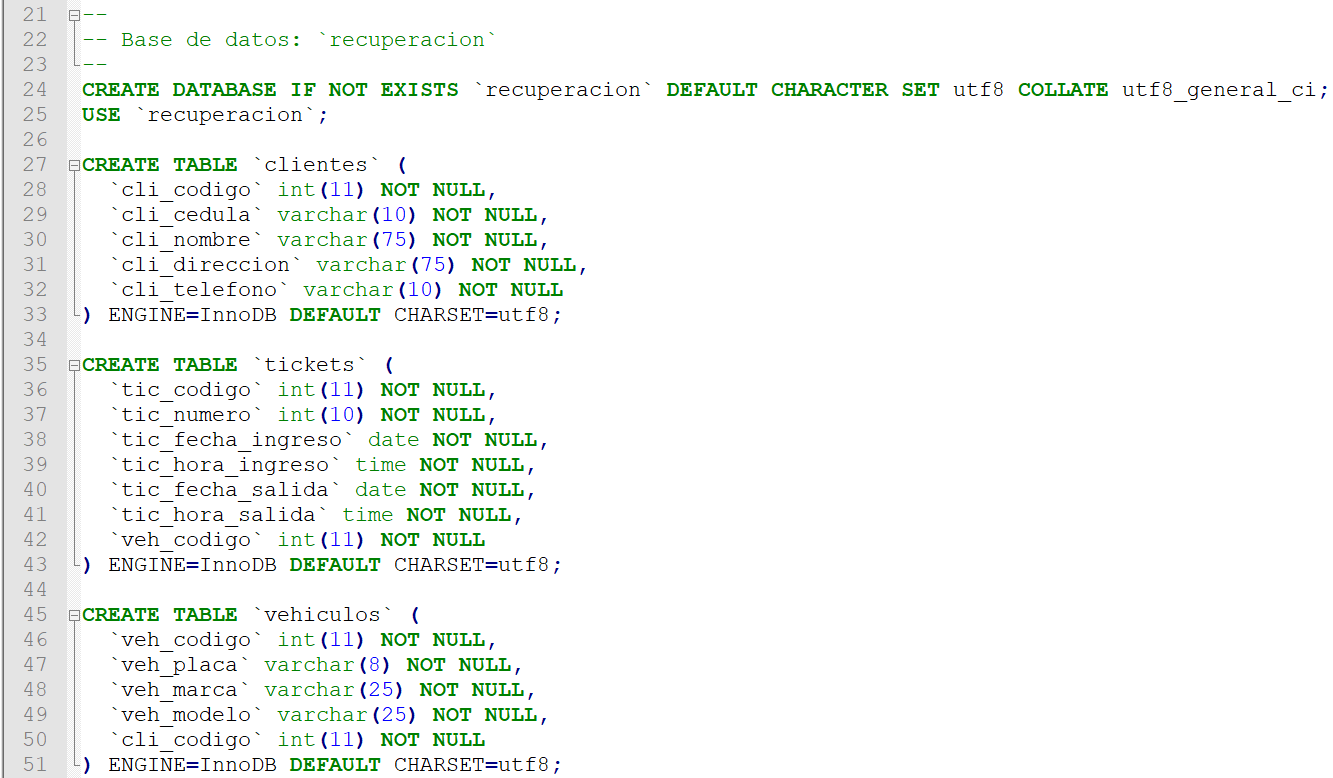 21 --
22 -- Base de datos: `recuperacion`
23 --
24 CREATE DATABASE IF NOT EXISTS `recuperacion` DEFAULT CHARACTER SET utf8 COLLATE utf8_general_ci;
25 USE `recuperacion`;
26
27 CREATE TABLE `clientes` (
28   `cli_codigo` int(11) NOT NULL,
29   `cli_cedula` varchar(10) NOT NULL,
30   `cli_nombre` varchar(75) NOT NULL,
31   `cli_direccion` varchar(75) NOT NULL,
32   `cli_telefono` varchar(10) NOT NULL
33 ) ENGINE=InnoDB DEFAULT CHARSET=utf8;
34
35 CREATE TABLE `tickets` (
36   `tic_codigo` int(11) NOT NULL,
37   `tic_numero` int(10) NOT NULL,
38   `tic_fecha_ingreso` date NOT NULL,
39   `tic_hora_ingreso` time NOT NULL,
40   `tic_fecha_salida` date NOT NULL,
41   `tic_hora_salida` time NOT NULL,
42   `veh_codigo` int(11) NOT NULL
43 ) ENGINE=InnoDB DEFAULT CHARSET=utf8;
44
45 CREATE TABLE `vehiculos` (
46   `veh_codigo` int(11) NOT NULL,
47   `veh_placa` varchar(8) NOT NULL,
48   `veh_marca` varchar(25) NOT NULL,
49   `veh_modelo` varchar(25) NOT NULL,
50   `cli_codigo` int(11) NOT NULL
51 ) ENGINE=InnoDB DEFAULT CHARSET=utf8;